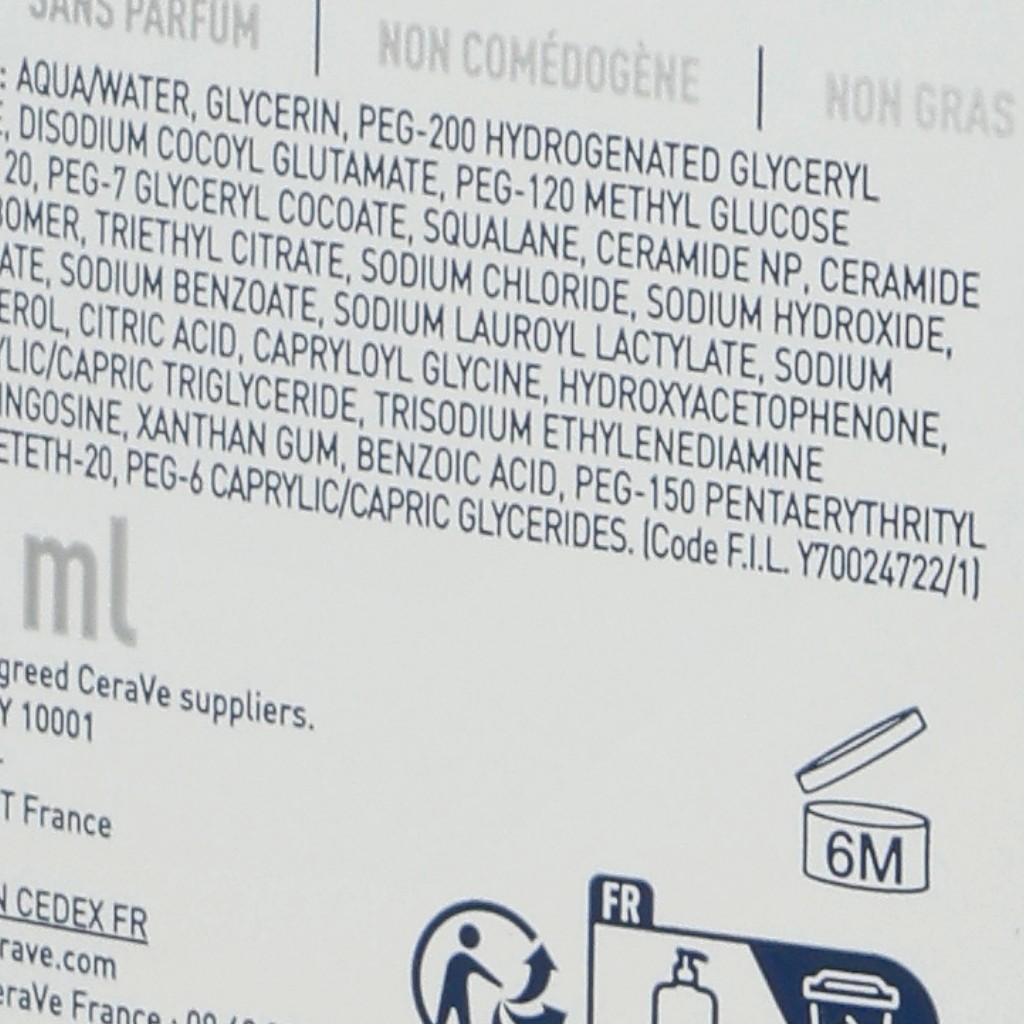 SANS PARFUM
NON COMÉDOGÈNE
NON GRAS
: AQUA/WATER, GLYCERIN, PEG-200 HYDROGENATED GLYCERYL
, DISODIUM COCOYL GLUTAMATE, PEG-120 METHYL GLUCOSE
20, PEG-7 GLYCERYL COCOATE, SQUALANE, CERAMIDE NP, CERAMIDE
BOMER, TRIETHYL CITRATE, SODIUM CHLORIDE, SODIUM HYDROXIDE,
ATE, SODIUM BENZOATE, SODIUM LAUROYL LACTYLATE, SODIUM
EROL, CITRIC ACID, CAPRYLOYL GLYCINE, HYDROXYACETOPHENONE,
YLIC/CAPRIC TRIGLYCERIDE, TRISODIUM ETHYLENEDIAMINE
INGOSINE, XANTHAN GUM, BENZOIC ACID, PEG-150 PENTAERYTHRITYL
ETETH-20, PEG-6 CAPRYLIC/CAPRIC GLYCERIDES. (Code F.I.L. Y70024722/1)
ml
greed CeraVe suppliers.
Y 10001
T France
N CEDEX FR
rave.com
eraVe France
6M
FR